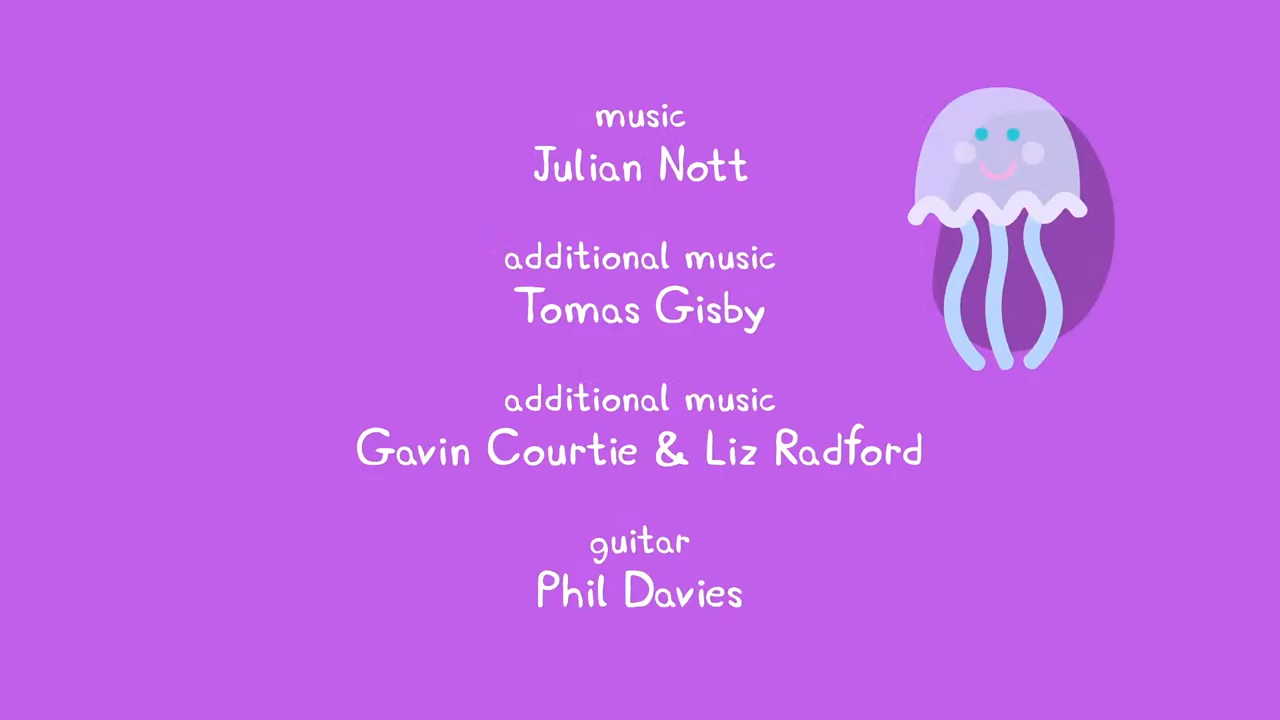 music
Julian Nott
additional music
Tomas Gisby
additional music
Gavin Courtie & Liz Radford
guitar
Phil Davies